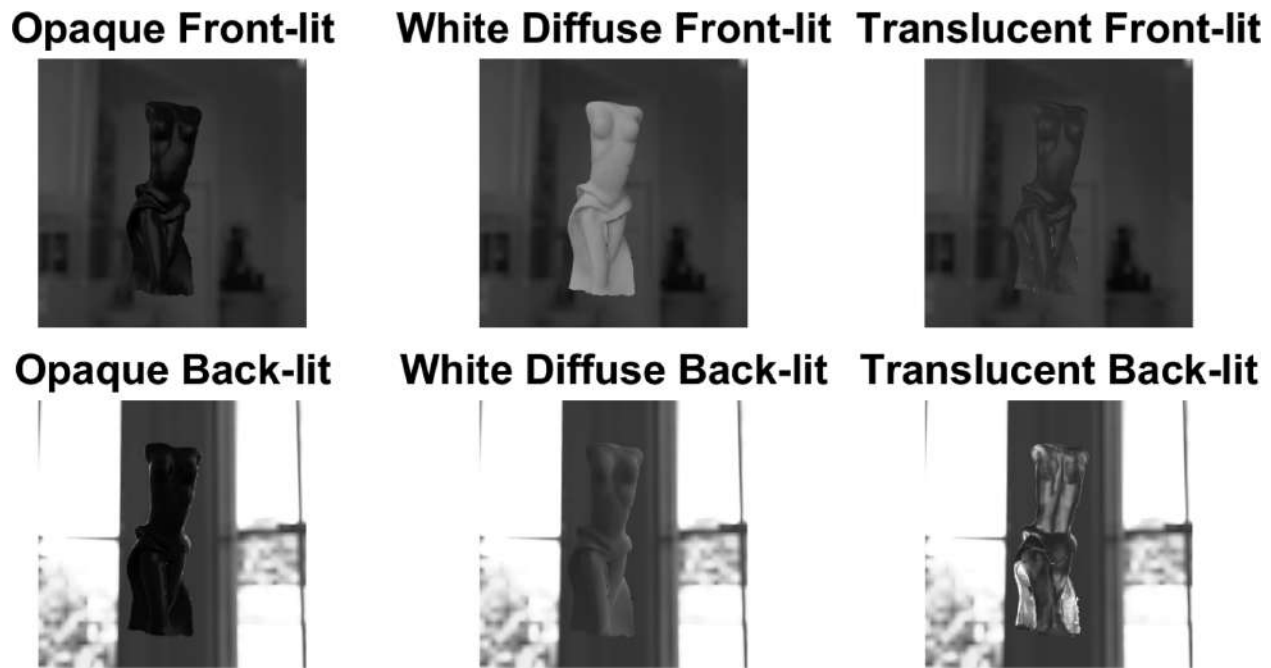 Opaque Front-lit
White Diffuse Front-lit
Translucent Front-lit
Opaque Back-lit
White Diffuse Back-lit
Translucent Back-lit